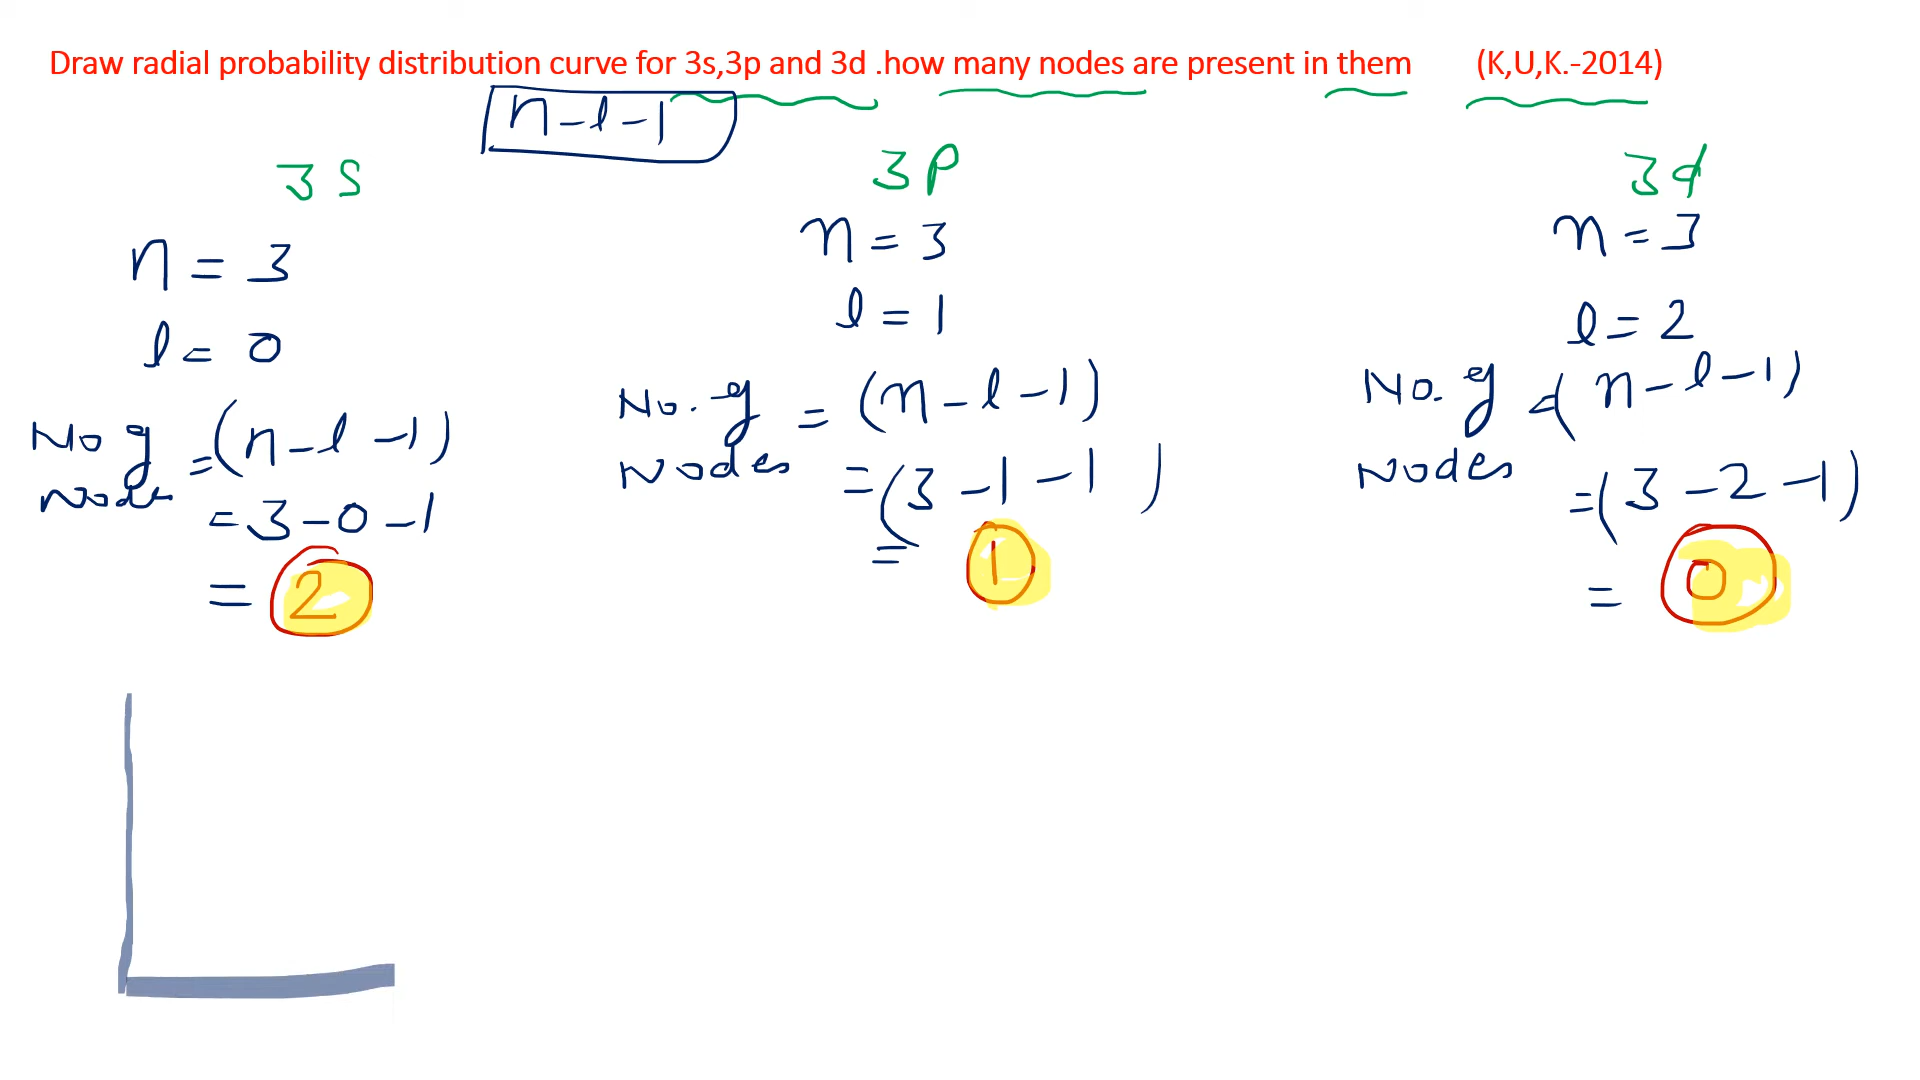 Draw radial probability distribution curve for 3s,3p and 3d .how many nodes are present in them (K,U,K.-2014)
n-l-1
3s
n = 3
l = 0
No of = (n-l-1)
Node
= 3-0-1
= 2
3p
n = 3
l = 1
No. of = (n-l-1)
Nodes = (3-1-1)
= 1
3d
n = 3
l = 2
No. of = (n-l-1)
Nodes = (3-2-1)
= 0